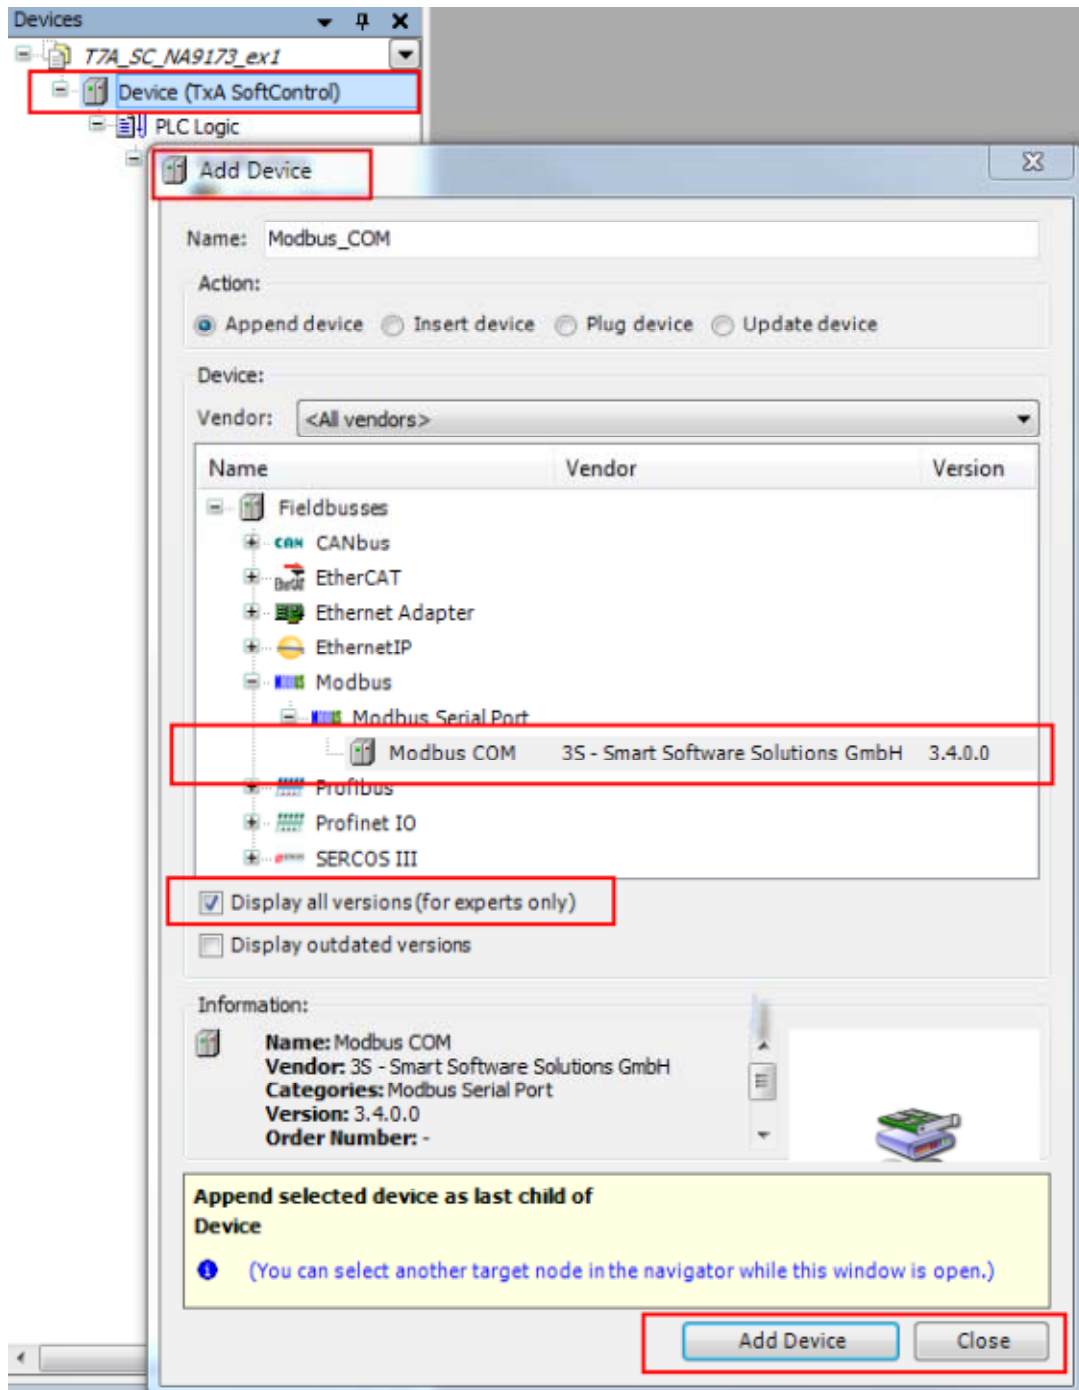 Devices
T7A_SC_NA9173_ex1
Device (TxA SoftControl)
PLC Logic
Add Device
Name: Modbus_COM
Action:
Append device Insert device Plug device Update device
Device:
Vendor: <All vendors>
Name Vendor Version
Fieldbusses
CAN CANbus
EtherCAT
Ethernet Adapter
EthernetIP
Modbus
Modbus Serial Port
Modbus COM 3S - Smart Software Solutions GmbH 3.4.0.0
Profibus
Profinet IO
SERCOS III
Display all versions (for experts only)
Display outdated versions
Information:
Name: Modbus COM
Vendor: 3S - Smart Software Solutions GmbH
Categories: Modbus Serial Port
Version: 3.4.0.0
Order Number: -
Append selected device as last child of
Device
(You can select another target node in the navigator while this window is open.)
Add Device Close